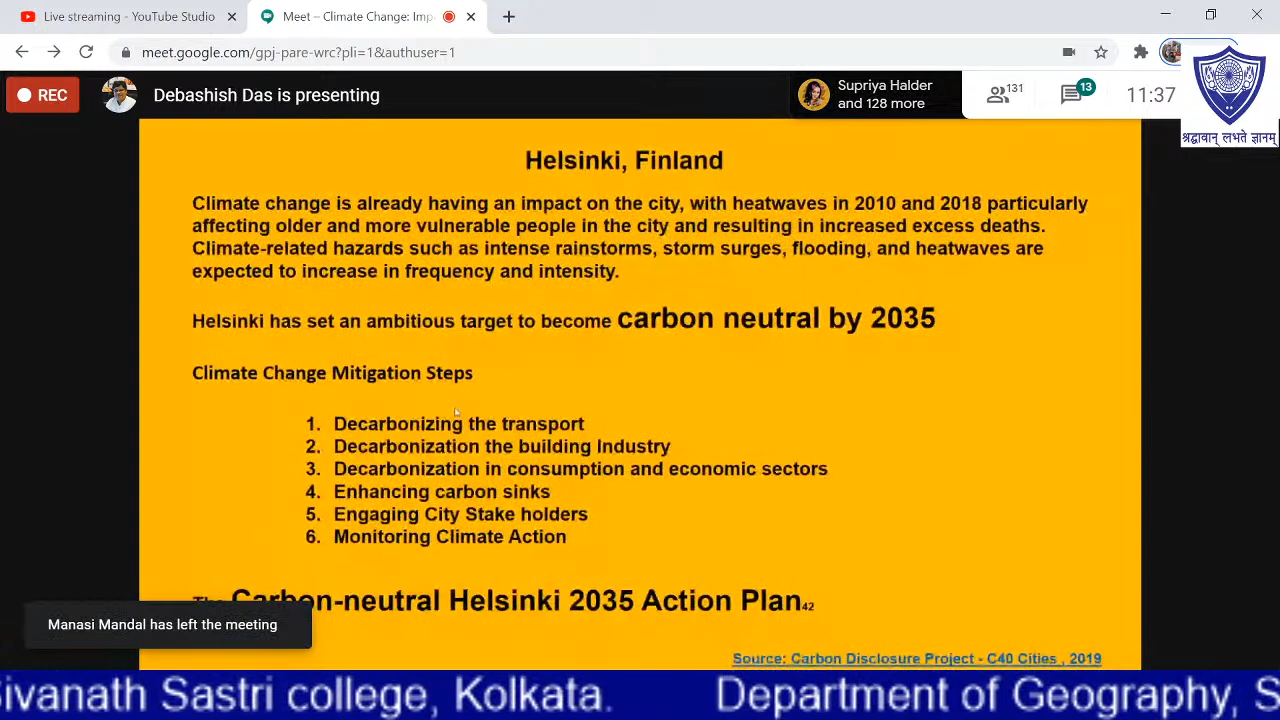 Live streaming - YouTube Studio
Meet – Climate Change: Imp
meet.google.com/gpj-pare-wrc?pli=1&authuser=1
REC
Debashish Das is presenting
Supriya Halder
and 128 more
131
13
11:37
श्रद्धावान् लभते ज्ञानम्
Helsinki, Finland
Climate change is already having an impact on the city, with heatwaves in 2010 and 2018 particularly
affecting older and more vulnerable people in the city and resulting in increased excess deaths.
Climate-related hazards such as intense rainstorms, storm surges, flooding, and heatwaves are
expected to increase in frequency and intensity.
Helsinki has set an ambitious target to become carbon neutral by 2035
Climate Change Mitigation Steps
1. Decarbonizing the transport
2. Decarbonization the building Industry
3. Decarbonization in consumption and economic sectors
4. Enhancing carbon sinks
5. Engaging City Stake holders
6. Monitoring Climate Action
The Carbon-neutral Helsinki 2035 Action Plan42
Manasi Mandal has left the meeting
Source: Carbon Disclosure Project - C40 Cities , 2019
Sivanath Sastri college, Kolkata. Department of Geography, S